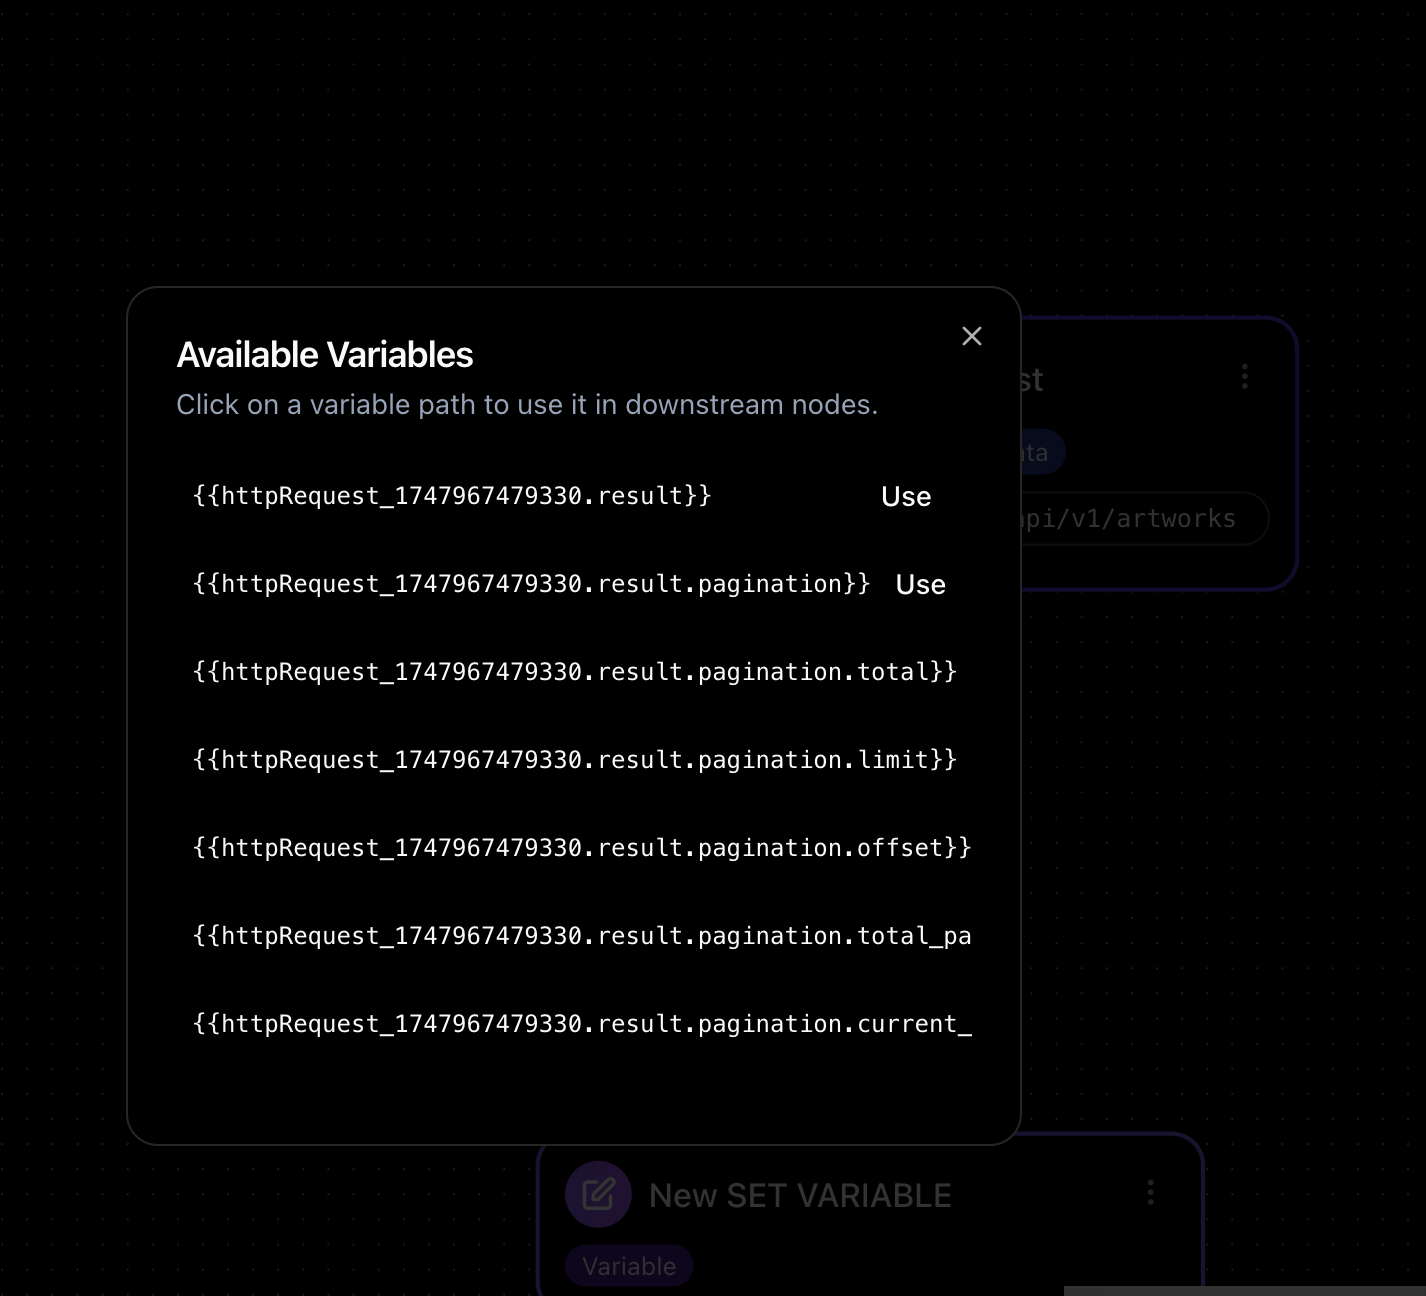 Available Variables
Click on a variable path to use it in downstream nodes.
{{httpRequest_1747967479330.result}} Use
{{httpRequest_1747967479330.result.pagination}} Use
{{httpRequest_1747967479330.result.pagination.total}}
{{httpRequest_1747967479330.result.pagination.limit}}
{{httpRequest_1747967479330.result.pagination.offset}}
{{httpRequest_1747967479330.result.pagination.total_pa
{{httpRequest_1747967479330.result.pagination.current_
st
ata
api/v1/artworks
New SET VARIABLE
Variable